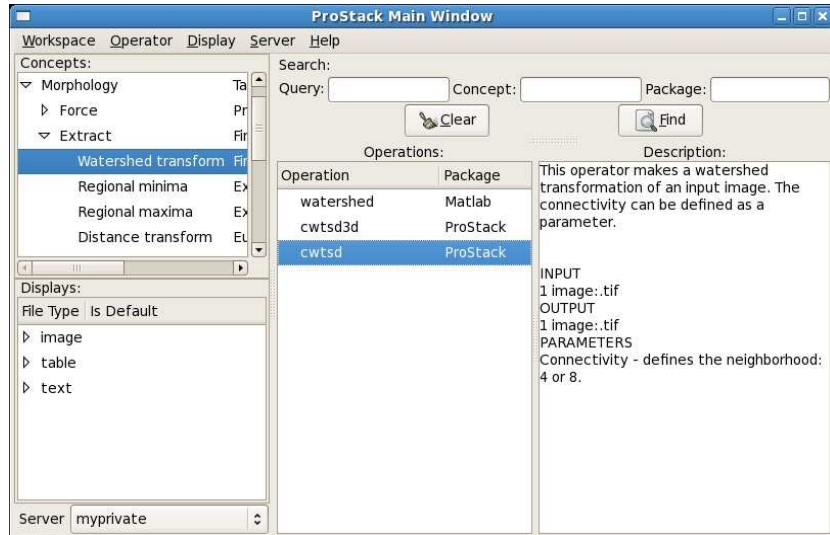 ProStack Main Window
Workspace Operator Display Server Help
Concepts:
Morphology Ta
Force Pr
Extract Fir
Watershed transform Fir
Regional minima Ex
Regional maxima Ex
Distance transform Eu
Displays:
File Type Is Default
image
table
text
Server myprivate
Search:
Query: Concept: Package:
Clear Find
Operations:
Operation Package
watershed Matlab
cwtsd3d ProStack
cwtsd ProStack
Description:
This operator makes a watershed
transformation of an input image. The
connectivity can be defined as a
parameter.
INPUT
1 image:.tif
OUTPUT
1 image:.tif
PARAMETERS
Connectivity - defines the neighborhood:
4 or 8.